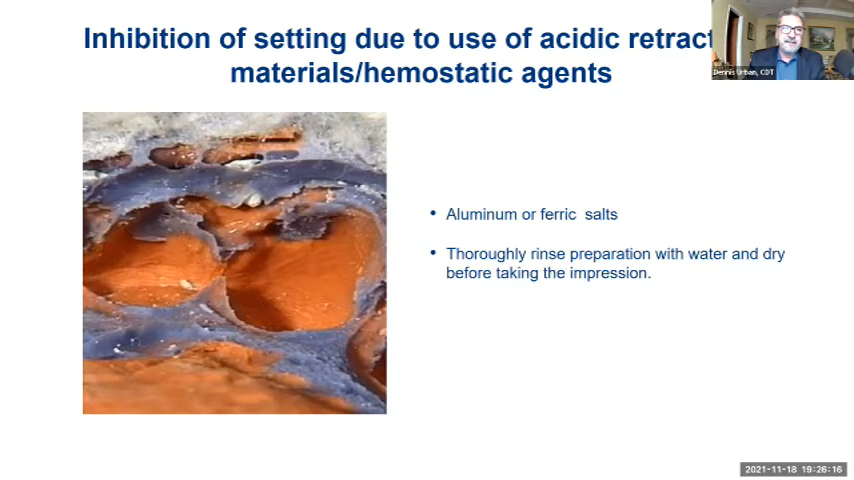 Inhibition of setting due to use of acidic retract
materials/hemostatic agents
Dennis Urban, CDT
• Aluminum or ferric salts
• Thoroughly rinse preparation with water and dry
before taking the impression.
2021-11-18 19:26:16